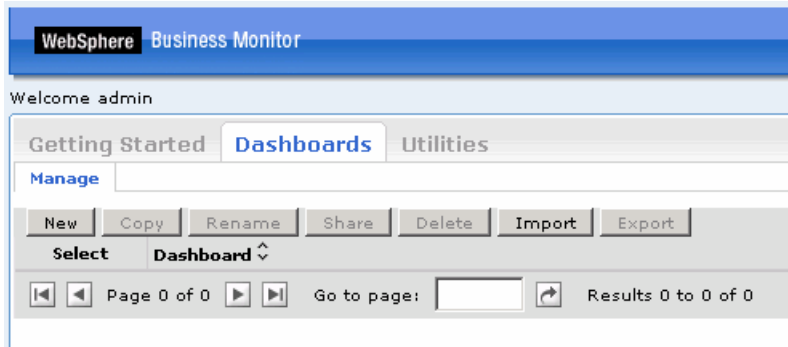 WebSphere Business Monitor
Welcome admin
Getting Started Dashboards Utilities
Manage
New Copy Rename Share Delete Import Export
Select Dashboard
Page 0 of 0 Go to page: Results 0 to 0 of 0